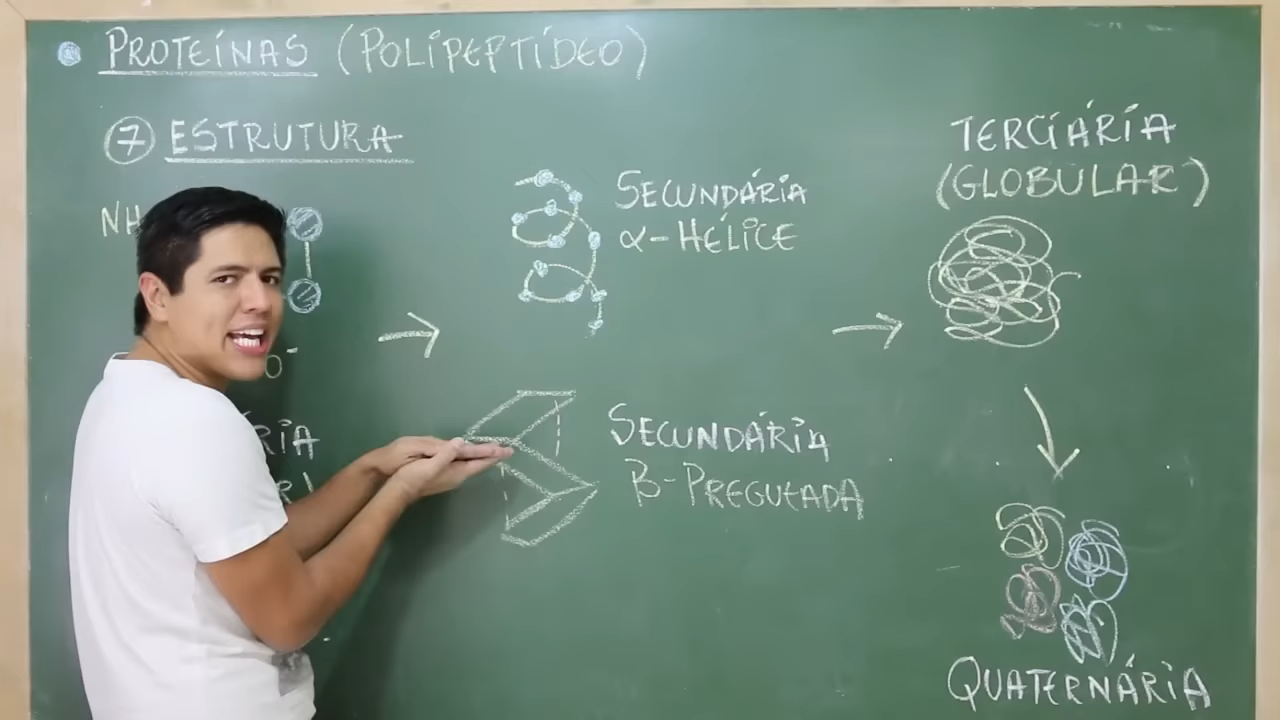 PROTEÍNAS (POLIPEPTÍDEO)
7 ESTRUTURA
NH
O⁻
SECUNDÁRIA
α-HÉLICE
SECUNDÁRIA
β-PREGUEADA
TERCIÁRIA
(GLOBULAR)
QUATERNÁRIA